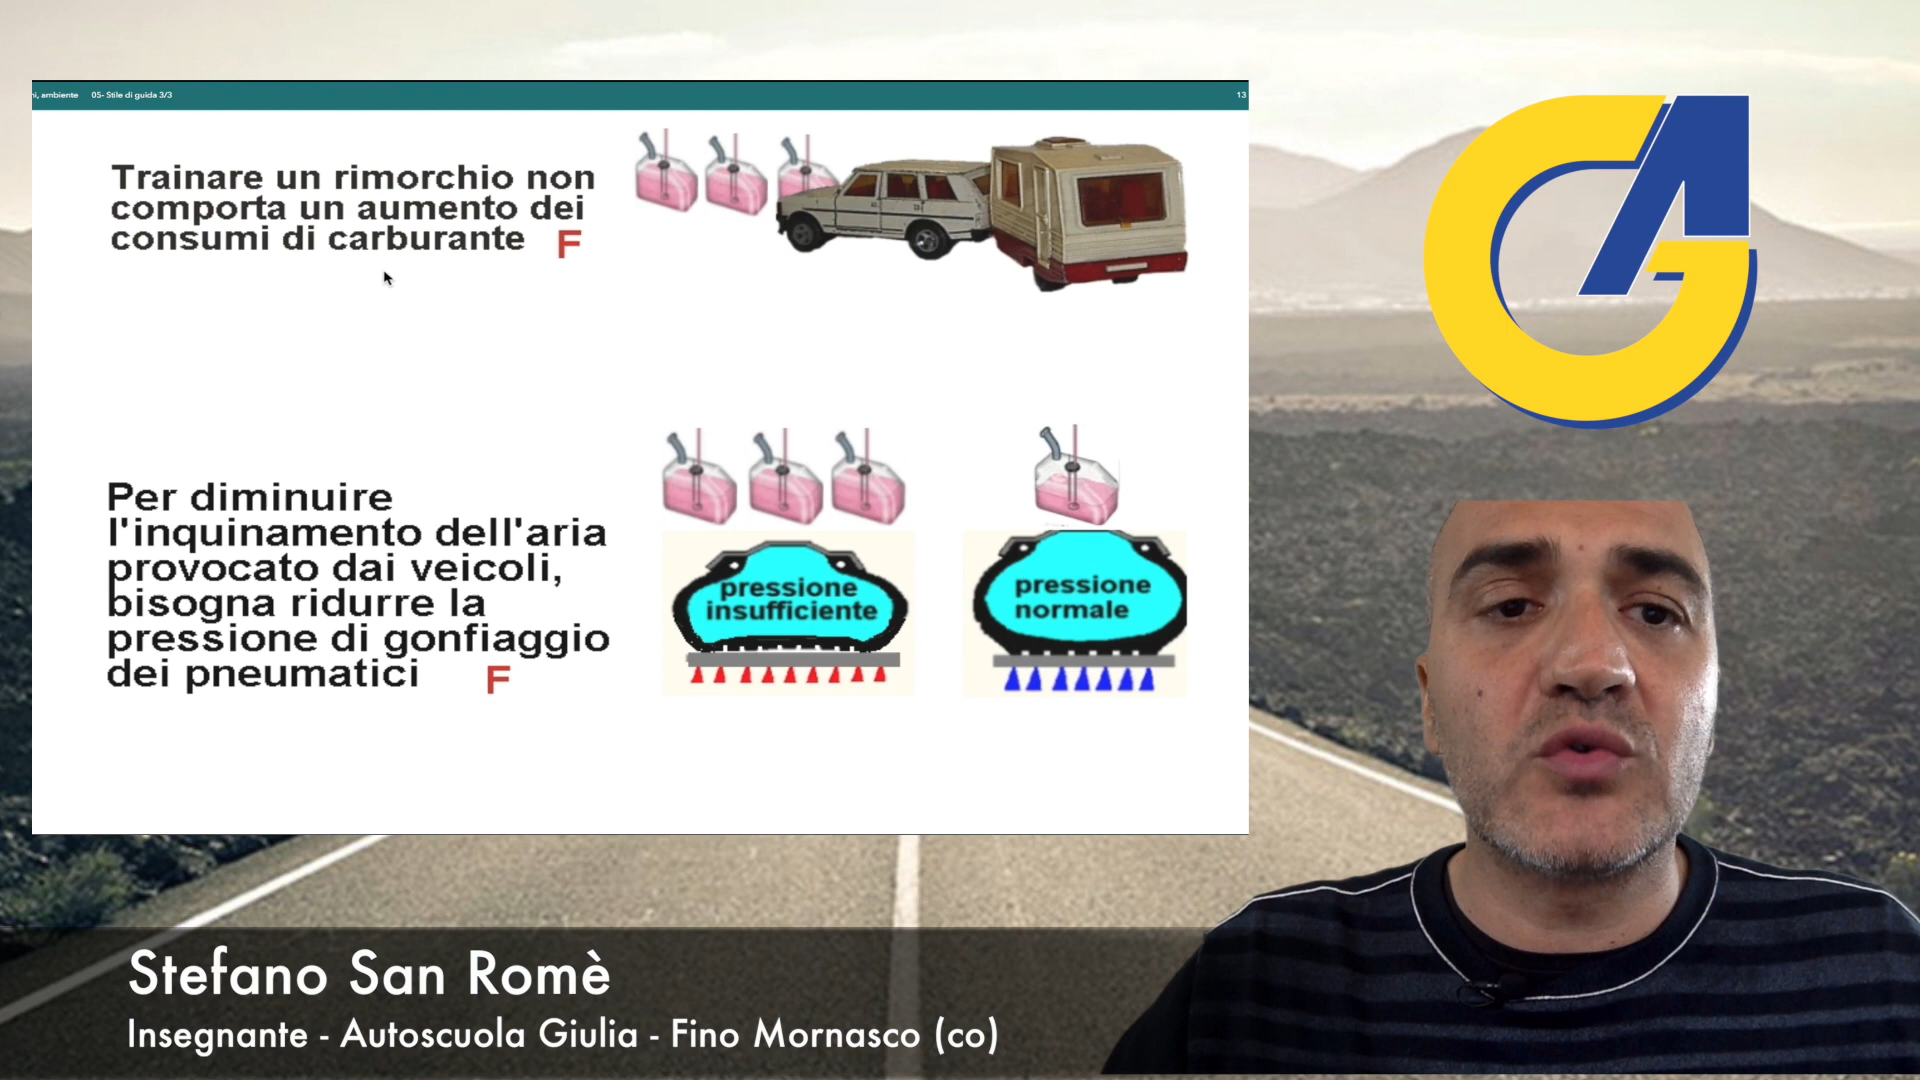 ni, ambiente 05- Stile di guida 3/3
13
Trainare un rimorchio non
comporta un aumento dei
consumi di carburante F
Per diminuire
l'inquinamento dell'aria
provocato dai veicoli,
bisogna ridurre la
pressione di gonfiaggio
dei pneumatici F
pressione
insufficiente
pressione
normale
Stefano San Romè
Insegnante - Autoscuola Giulia - Fino Mornasco (co)